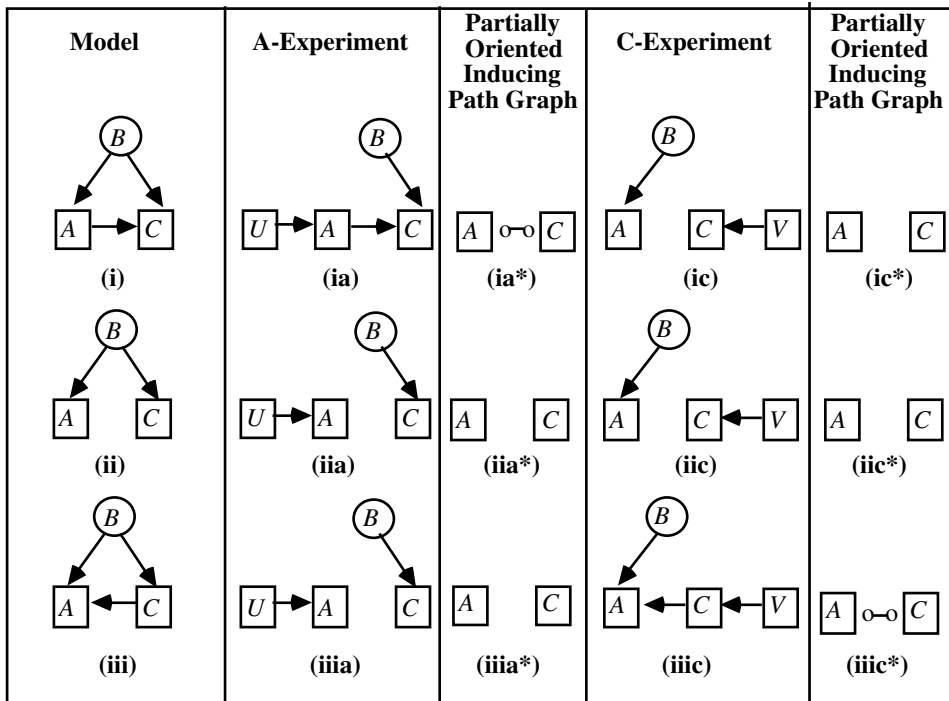 Model
A-Experiment
Partially
Oriented
Inducing
Path Graph
C-Experiment
Partially
Oriented
Inducing
Path Graph
B
A C
(i)
B
U A C
(ia)
A o-o C
(ia*)
B
A C V
(ic)
A C
(ic*)
B
A C
(ii)
B
U A C
(iia)
A C
(iia*)
B
A C V
(iic)
A C
(iic*)
B
A C
(iii)
B
U A C
(iiia)
A C
(iiia*)
B
A C V
(iiic)
A o-o C
(iiic*)